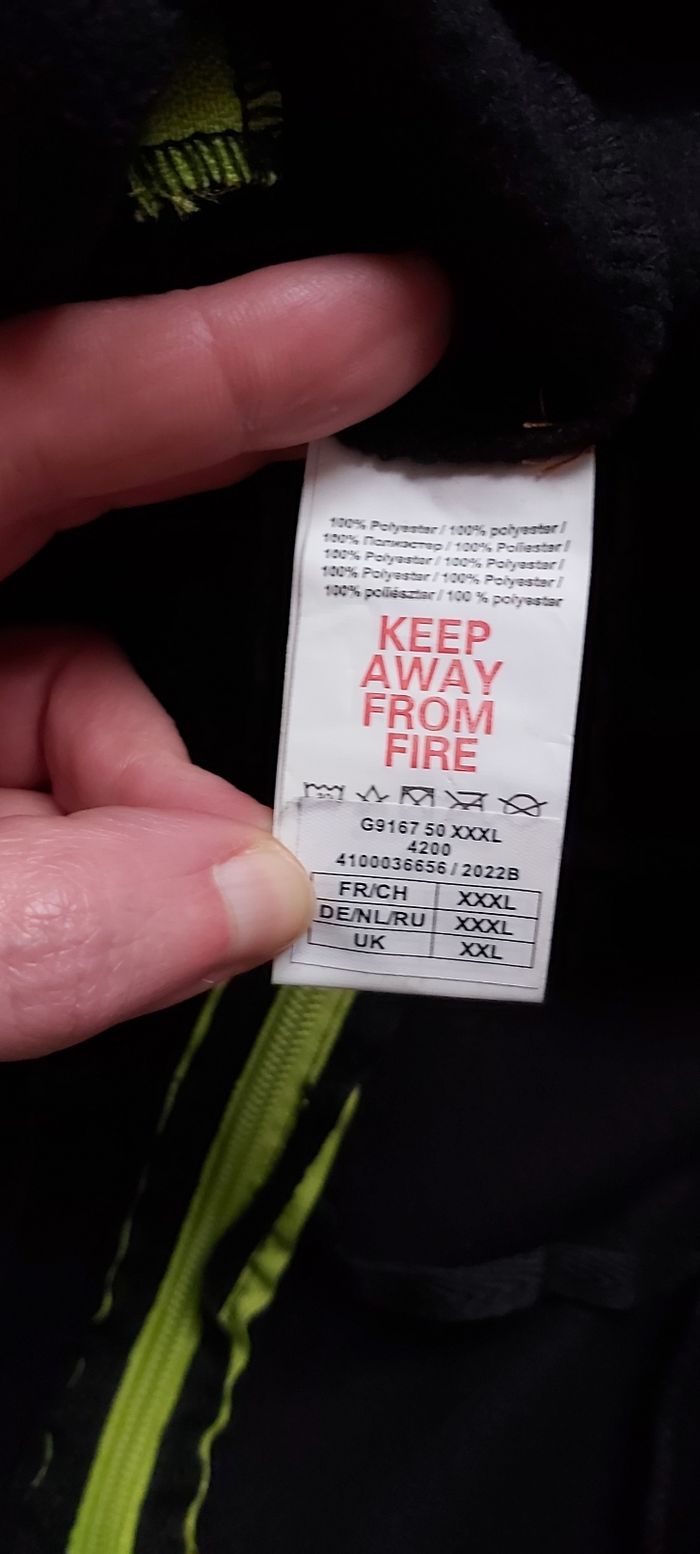 100% Polyester / 100% polyester /
100% Полиэстер / 100% Poliester /
100% Polyester / 100% Polyester /
100% Polyester / 100% Polyester /
100% poliészter / 100 % polyester
KEEP
AWAY
FROM
FIRE
G9167 50 XXXL
4200
4100036656 / 2022B
FR/CH XXXL
DE/NL/RU XXXL
UK XXL